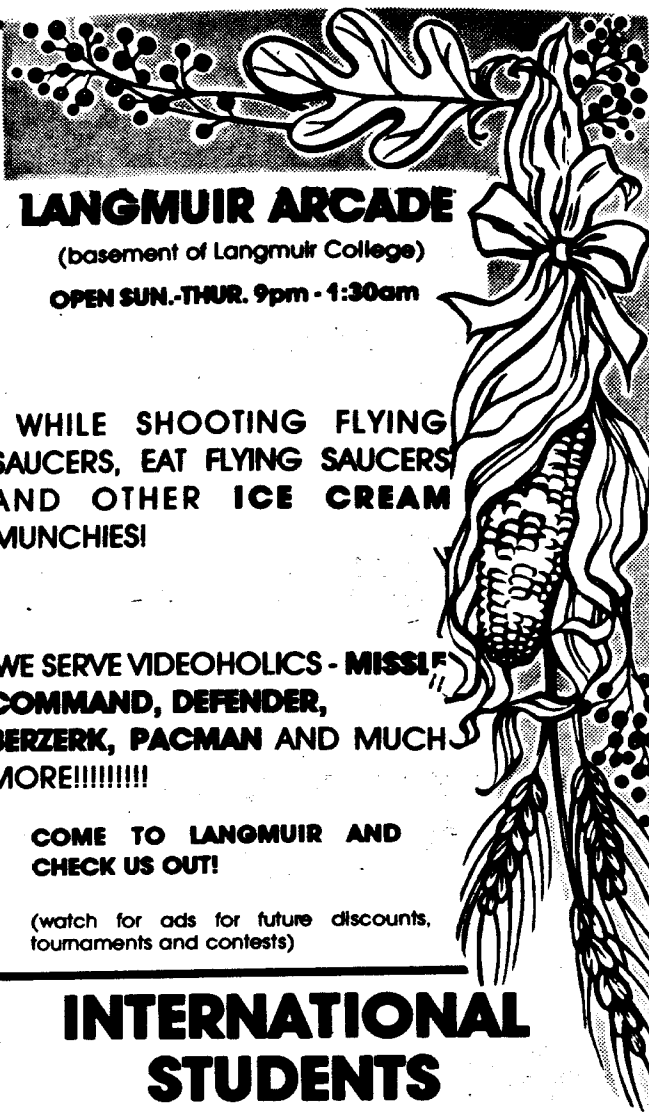 LANGMUIR ARCADE
(basement of Langmuir College)
OPEN SUN.-THUR. 9pm - 1:30am
WHILE SHOOTING FLYING
SAUCERS, EAT FLYING SAUCERS
AND OTHER ICE CREAM
MUNCHIES!
WE SERVE VIDEOHOLICS - MISSLE
COMMAND, DEFENDER,
BERZERK, PACMAN AND MUCH
MORE!!!!!!!!!
COME TO LANGMUIR AND
CHECK US OUT!
(watch for ads for future discounts,
tournaments and contests)
INTERNATIONAL
STUDENTS